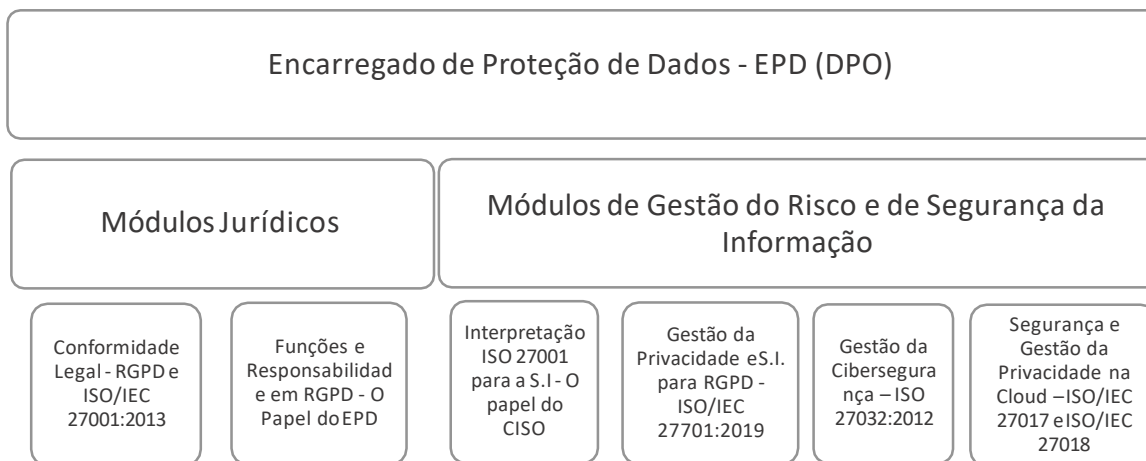 Encarregado de Proteção de Dados - EPD (DPO)
Módulos Jurídicos
Módulos de Gestão do Risco e de Segurança da
Informação
Conformidade
Legal - RGPD e
ISO/IEC
27001:2013
Funções e
Responsabilidad
e em RGPD - O
Papel do EPD
Interpretação
ISO 27001
para a S.I - O
papel do
CISO
Gestão da
Privacidade e S.I.
para RGPD -
ISO/IEC
27701:2019
Gestão da
Cibersegura
nça – ISO
27032:2012
Segurança e
Gestão da
Privacidade na
Cloud – ISO/IEC
27017 e ISO/IEC
27018